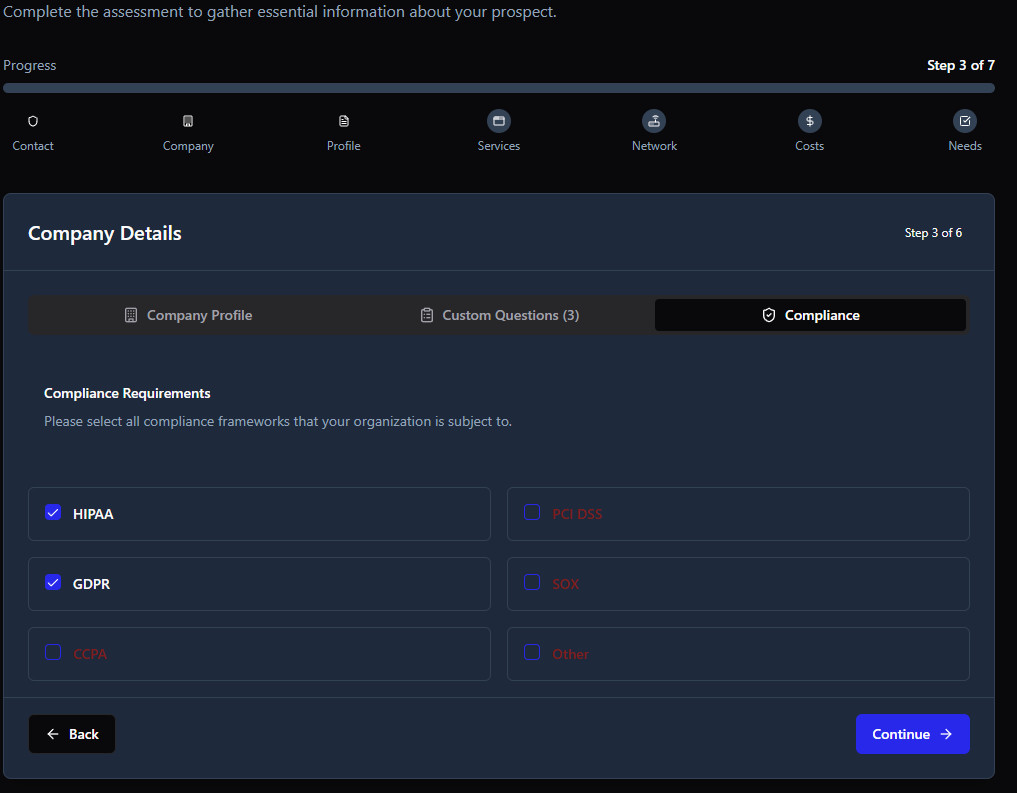 Complete the assessment to gather essential information about your prospect.
Progress
Step 3 of 7
Contact
Company
Profile
Services
Network
Costs
Needs
Company Details
Step 3 of 6
Company Profile
Custom Questions (3)
Compliance
Compliance Requirements
Please select all compliance frameworks that your organization is subject to.
HIPAA
PCI DSS
GDPR
SOX
CCPA
Other
Back
Continue